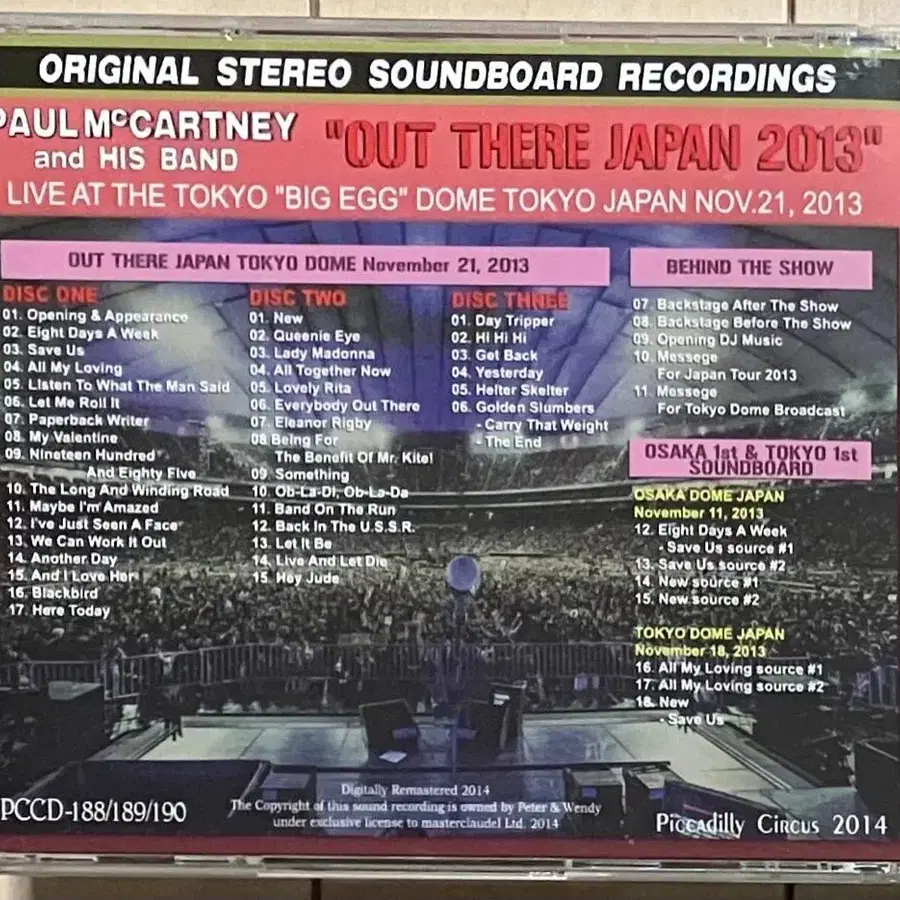 ORIGINAL STEREO SOUNDBOARD RECORDINGS
PAUL McCARTNEY
and HIS BAND
"OUT THERE JAPAN 2013"
LIVE AT THE TOKYO "BIG EGG" DOME TOKYO JAPAN NOV.21, 2013
OUT THERE JAPAN TOKYO DOME November 21, 2013
DISC ONE
01. Opening & Appearance
02. Eight Days A Week
03. Save Us
04. All My Loving
05. Listen To What The Man Said
06. Let Me Roll It
07. Paperback Writer
08. My Valentine
09. Nineteen Hundred
And Eighty Five
10. The Long And Winding Road
11. Maybe I'm Amazed
12. I've Just Seen A Face
13. We Can Work It Out
14. Another Day
15. And I Love Her
16. Blackbird
17. Here Today
DISC TWO
01. New
02. Queenie Eye
03. Lady Madonna
04. All Together Now
05. Lovely Rita
06. Everybody Out There
07. Eleanor Rigby
08 Being For
The Benefit Of Mr. Kite!
09. Something
10. Ob-La-Di, Ob-La-Da
11. Band On The Run
12. Back In The U.S.S.R.
13. Let It Be
14. Live And Let Die
15. Hey Jude
DISC THREE
01. Day Tripper
02. Hi Hi Hi
03. Get Back
04. Yesterday
05. Helter Skelter
06. Golden Slumbers
- Carry That Weight
- The End
BEHIND THE SHOW
07. Backstage After The Show
08. Backstage Before The Show
09. Opening DJ Music
10. Messege
For Japan Tour 2013
11. Messege
For Tokyo Dome Broadcast
OSAKA 1st & TOKYO 1st
SOUNDBOARD
OSAKA DOME JAPAN
November 11, 2013
12. Eight Days A Week
- Save Us source #1
13. Save Us source #2
14. New source #1
15. New source #2
TOKYO DOME JAPAN
November 18, 2013
16. All My Loving source #1
17. All My Loving source #2
18. New
- Save Us
PCCD-188/189/190
Digitally Remastered 2014
The Copyright of this sound recording is owned by Peter & Wendy
under exclusive license to masterclaudel Ltd. 2014
Piccadilly Circus 2014